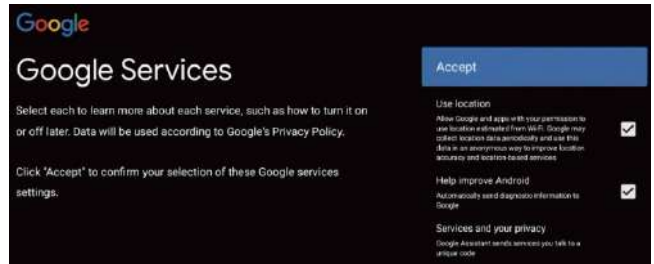 Google
Google Services
Select each to learn more about each service, such as how to turn it on
or off later. Data will be used according to Google's Privacy Policy.
Click "Accept" to confirm your selection of these Google services
settings.
Accept
Use location
Allow Google and apps with your permission to
use location estimated from Wi-Fi. Google may
collect location data periodically and use this
data in an anonymous way to improve location
accuracy and location-based services
Help improve Android
Automatically send diagnostic information to
Google
Services and your privacy
Google Assistant sends services you talk to a
unique code